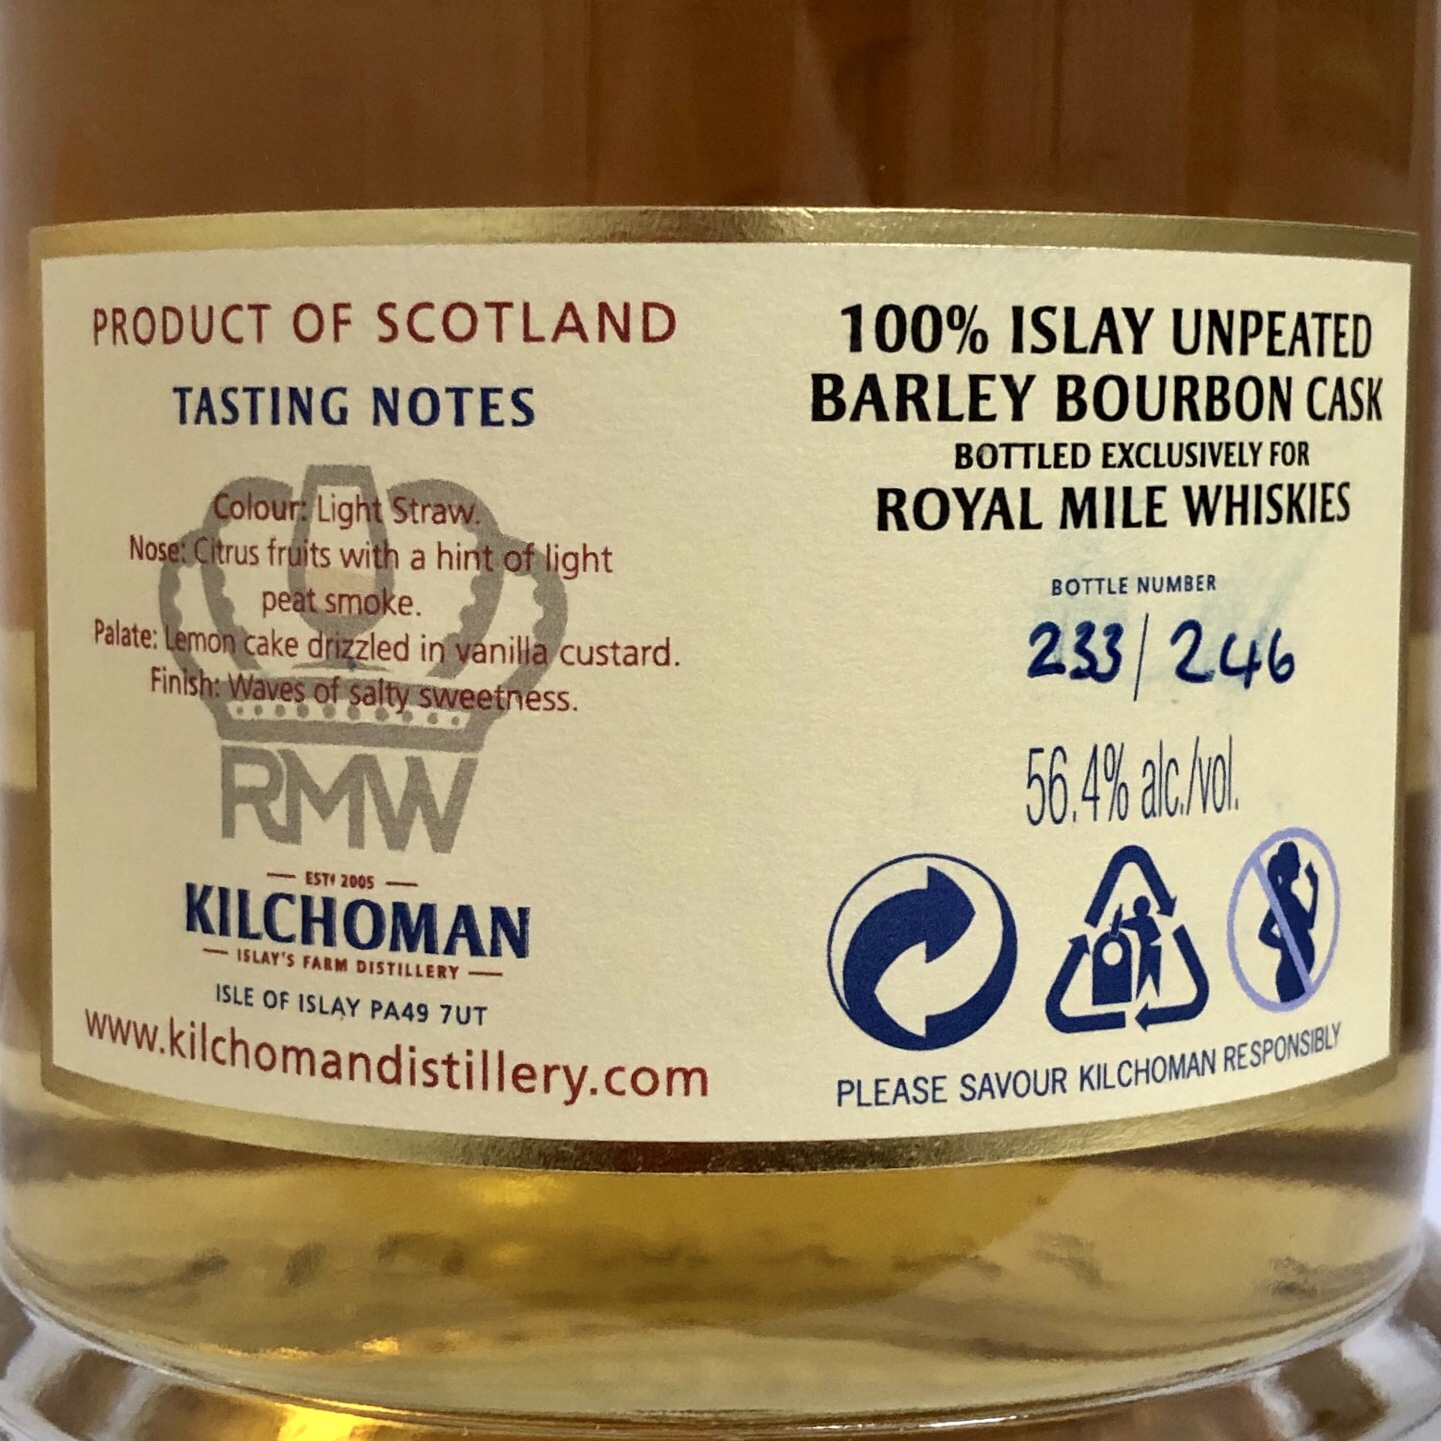 PRODUCT OF SCOTLAND
TASTING NOTES
Colour: Light Straw.
Nose: Citrus fruits with a hint of light
peat smoke.
Palate: Lemon cake drizzled in vanilla custard.
Finish: Waves of salty sweetness.
RMW
ESTd 2005
KILCHOMAN
ISLAY'S FARM DISTILLERY
ISLE OF ISLAY PA49 7UT
www.kilchomandistillery.com
100% ISLAY UNPEATED
BARLEY BOURBON CASK
BOTTLED EXCLUSIVELY FOR
ROYAL MILE WHISKIES
BOTTLE NUMBER
233/246
56.4% alc./vol.
PLEASE SAVOUR KILCHOMAN RESPONSIBLY